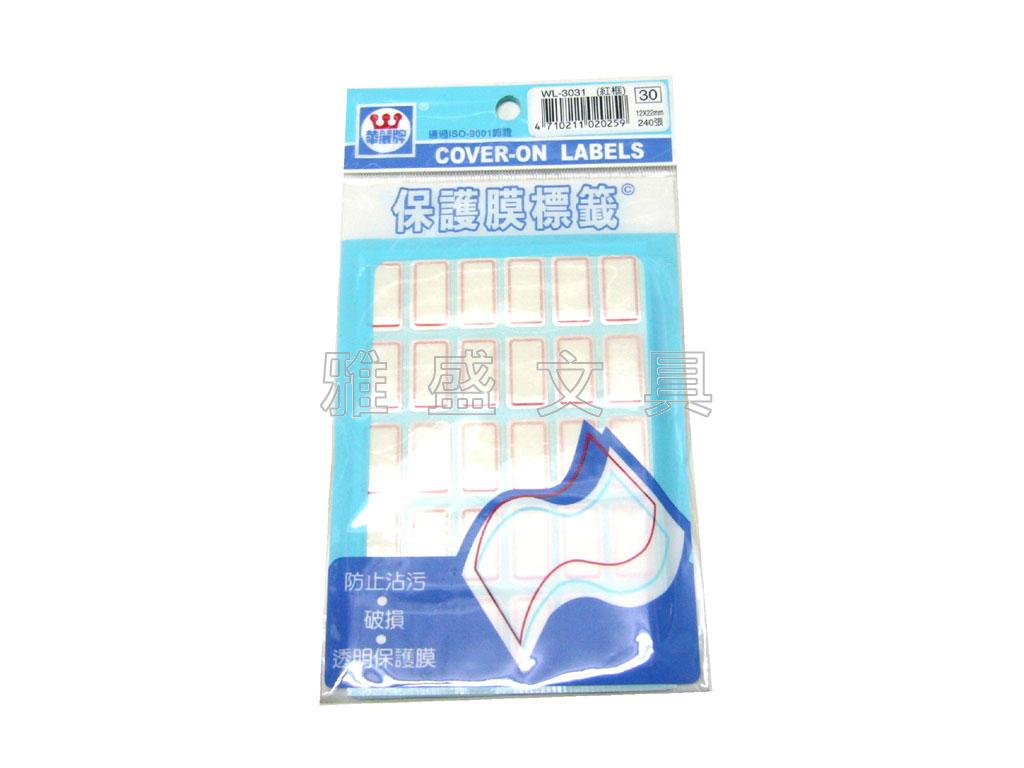 華麗牌
®
通過ISO-9001認證
WL-3031 (紅框)
30
12X22mm
240張
4 710211 020259
COVER-ON LABELS
保護膜標籤©
雅盛文具
防止沾污
•
破損
•
透明保護膜